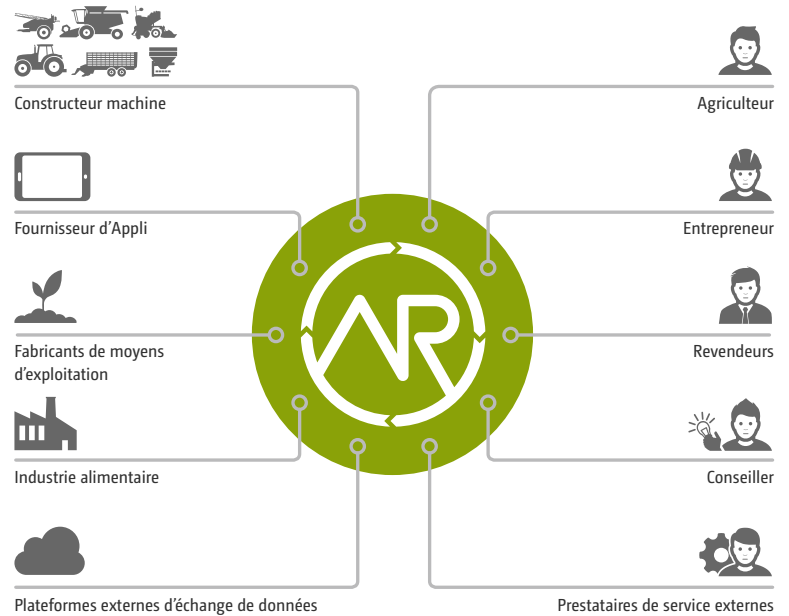 Constructeur machine
Agriculteur
Fournisseur d'Appli
Entrepreneur
AR
Fabricants de moyens
d'exploitation
Revendeurs
Industrie alimentaire
Conseiller
Plateformes externes d'échange de données
Prestataires de service externes